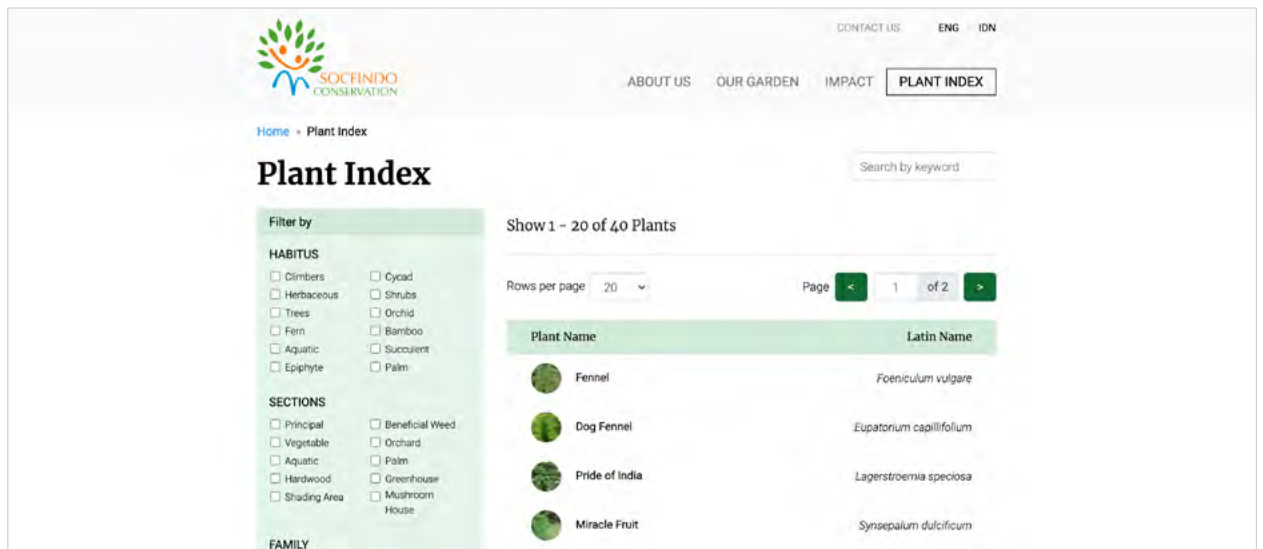 CONTACT US ENG IDN
SOCFINDO
CONSERVATION
ABOUT US OUR GARDEN IMPACT PLANT INDEX
Home » Plant Index
Plant Index
Search by keyword
Filter by
HABITUS
Climbers Cycad
Herbaceous Shrubs
Trees Orchid
Fern Bamboo
Aquatic Succulent
Epiphyte Palm
SECTIONS
Principal Beneficial Weed
Vegetable Orchard
Aquatic Palm
Hardwood Greenhouse
Shading Area Mushroom
House
FAMILY
Show 1 - 20 of 40 Plants
Rows per page 20 Page < 1 of 2 >
Plant Name Latin Name
Fennel Foeniculum vulgare
Dog Fennel Eupatorium capillifolium
Pride of India Lagerstroemia speciosa
Miracle Fruit Synsepalum dulcificum